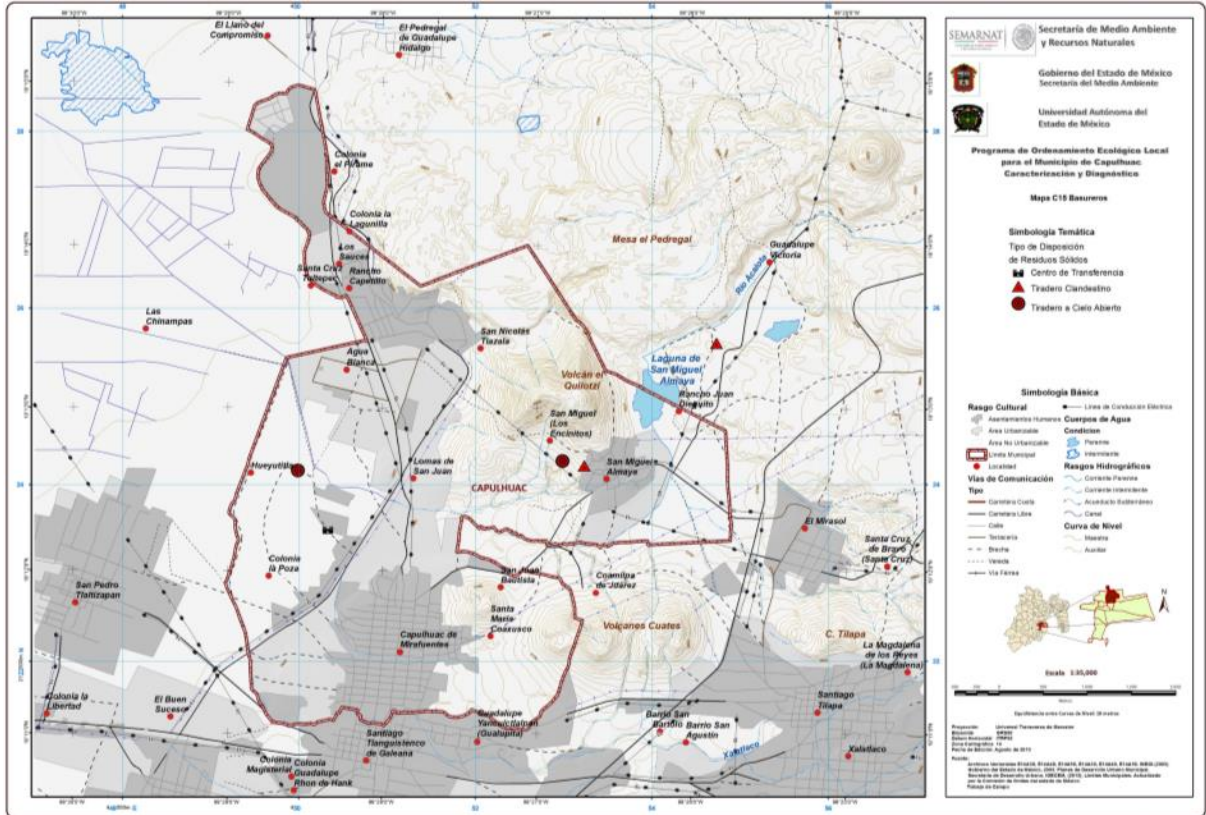 El Llano del
Compromiso
El Pedregal
de Guadalupe
Hidalgo
Colonia
el Pirame
Colonia la
Lagunilla
Los
Sauces
Santa Cruz
Tultepec
Rancho
Capetillo
Mesa el Pedregal
Guadalupe
Victoria
Río Acalote
Las
Chinampas
Agua
Blanca
San Nicolás
Tlazala
Volcán el
Quilotzi
Laguna de
San Miguel
Almaya
Rancho Juan
Dieguito
San Miguel
(Los
Encinitos)
San Miguel
Almaya
Hueyutitlan
Lomas de
San Juan
CAPULHUAC
El Mirasol
Santa Cruz
de Bravo
(Santa Cruz)
Colonia
la Poza
San Juan
Bautista
Coamilpa
de Juárez
San Pedro
Tlaltizapan
Santa
María
Coaxusco
Volcanes Cuates
C. Tilapa
Capulhuac de
Mirafuentes
La Magdalena
de los Reyes
(La Magdalena)
Colonia la
Libertad
El Buen
Suceso
Guadalupe
Yancuictlalpan
(Gualupita)
Barrio San
Bartolo
Barrio San
Agustín
Santiago
Tilapa
Santiago
Tianguistenco
de Galeana
Xalatlaco
Xalatlaco
Colonia
Magisterial
Colonia
Guadalupe
Rhon de Hank
SEMARNAT
Secretaría de Medio Ambiente
y Recursos Naturales
Gobierno del Estado de México
Secretaría del Medio Ambiente
Universidad Autónoma del
Estado de México
Programa de Ordenamiento Ecológico Local
para el Municipio de Capulhuac
Caracterización y Diagnóstico
Mapa C15 Basureros
Simbología Temática
Tipo de Disposición
de Residuos Sólidos
Centro de Transferencia
Tiradero Clandestino
Tiradero a Cielo Abierto
Simbología Básica
Rasgo Cultural
Asentamientos Humanos
Área Urbanizable
Área No Urbanizable
Límite Municipal
Localidad
Vías de Comunicación
Tipo
Carretera Cuota
Carretera Libre
Calle
Terracería
Brecha
Vereda
Vía Férrea
Línea de Conducción Eléctrica
Cuerpos de Agua
Condicion
Perenne
Intermitente
Rasgos Hidrográficos
Corriente Perenne
Corriente Intermitente
Acueducto Subterráneo
Canal
Curva de Nivel
Maestra
Auxiliar
N
Escala 1:35,000